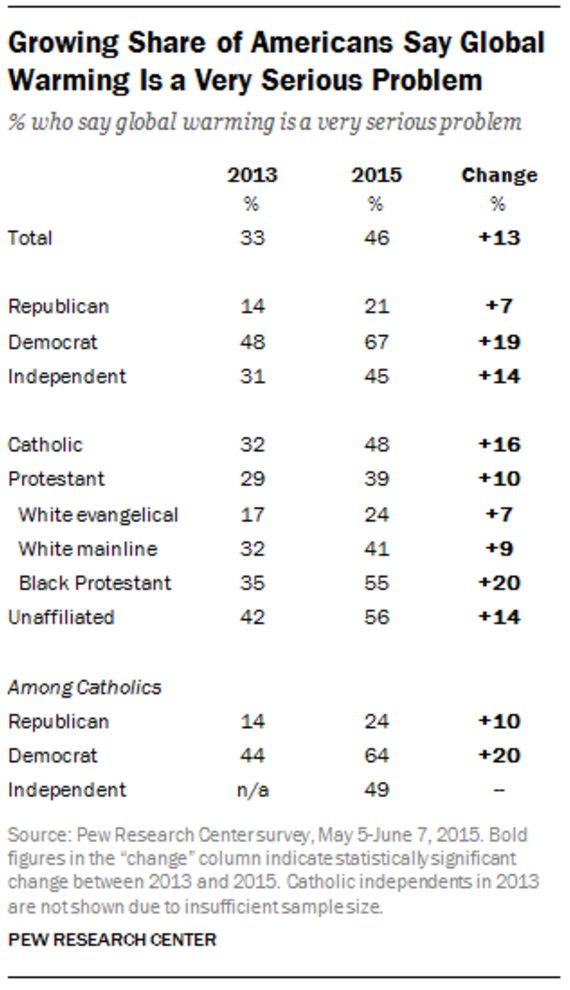 Growing Share of Americans Say Global
Warming Is a Very Serious Problem
% who say global warming is a very serious problem
2013 2015 Change
% % %
Total 33 46 +13
Republican 14 21 +7
Democrat 48 67 +19
Independent 31 45 +14
Catholic 32 48 +16
Protestant 29 39 +10
White evangelical 17 24 +7
White mainline 32 41 +9
Black Protestant 35 55 +20
Unaffiliated 42 56 +14
Among Catholics
Republican 14 24 +10
Democrat 44 64 +20
Independent n/a 49 --
Source: Pew Research Center survey, May 5-June 7, 2015. Bold
figures in the “change” column indicate statistically significant
change between 2013 and 2015. Catholic independents in 2013
are not shown due to insufficient sample size.
PEW RESEARCH CENTER